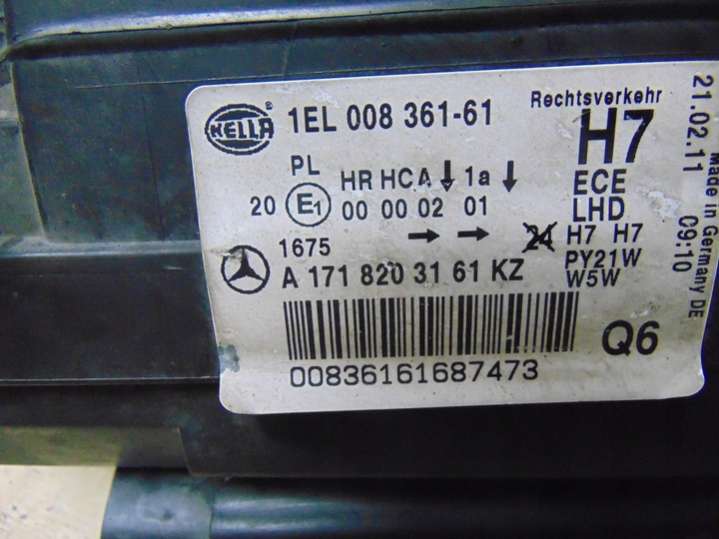 HELLA ® 1EL 008 361-61
Rechtsverkehr
H7
ECE
LHD
H7 H7
PY21W
W5W
PL
HR HCA ↓ 1a ↓
20 E1 00 00 02 01
→ →
24
1675
A 171 820 31 61 KZ
00836161687473
Q6
21.02.11 09:10
Made in Germany DE